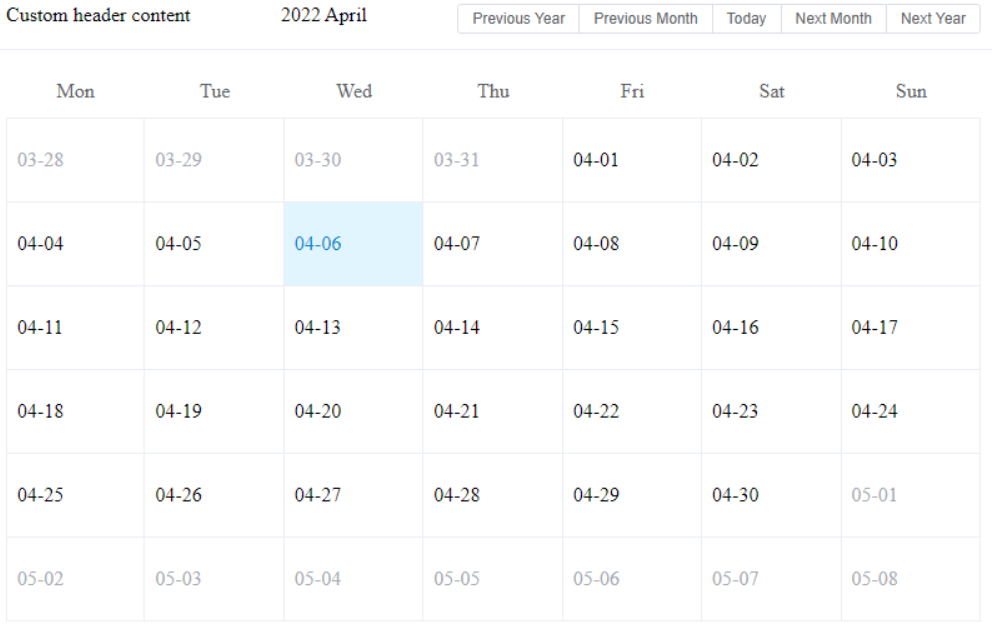 Custom header content 2022 April Previous Year Previous Month Today Next Month Next Year
Mon Tue Wed Thu Fri Sat Sun
03-28 03-29 03-30 03-31 04-01 04-02 04-03
04-04 04-05 04-06 04-07 04-08 04-09 04-10
04-11 04-12 04-13 04-14 04-15 04-16 04-17
04-18 04-19 04-20 04-21 04-22 04-23 04-24
04-25 04-26 04-27 04-28 04-29 04-30 05-01
05-02 05-03 05-04 05-05 05-06 05-07 05-08